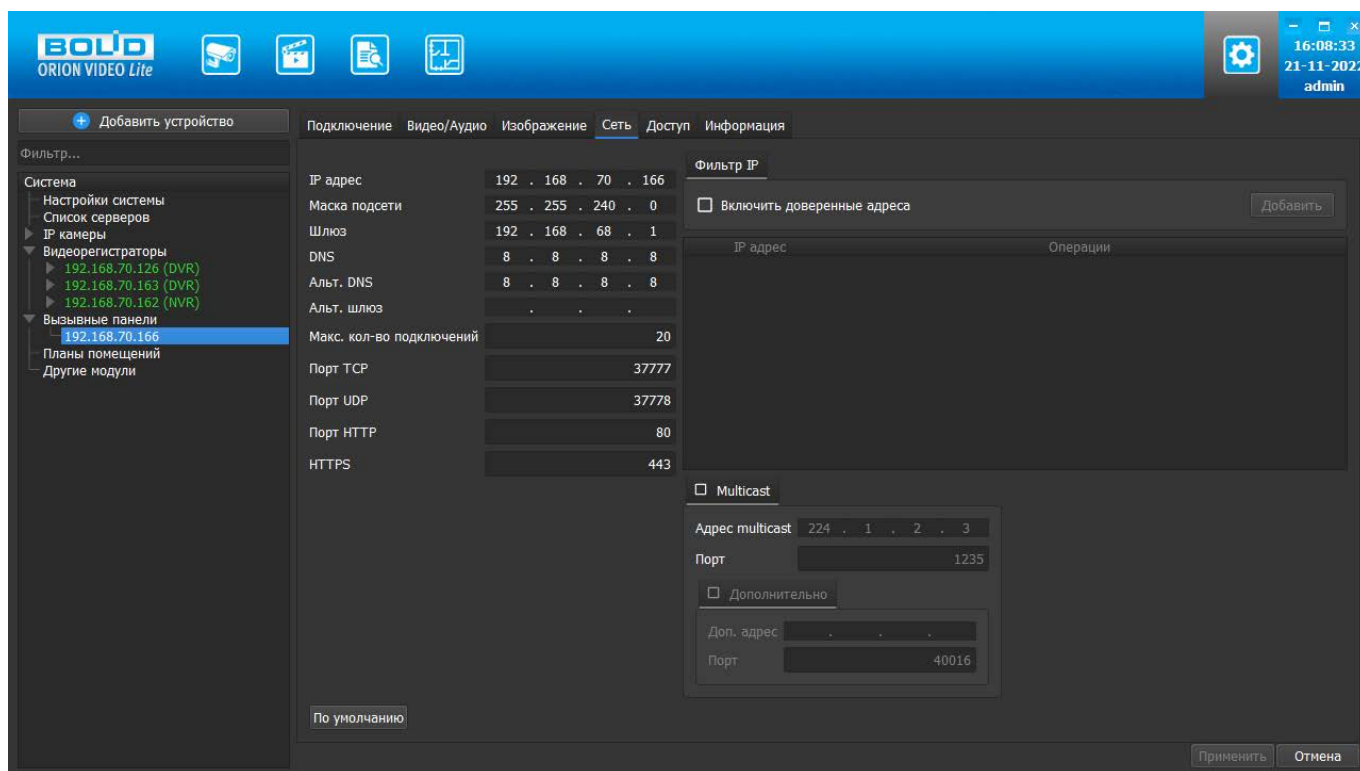 BOLID
ORION VIDEO Lite
16:08:33
21-11-2022
admin
Добавить устройство
Фильтр...
Система
Настройки системы
Список серверов
IP камеры
Видеорегистраторы
192.168.70.126 (DVR)
192.168.70.163 (DVR)
192.168.70.162 (NVR)
Вызывные панели
192.168.70.166
Планы помещений
Другие модули
Подключение Видео/Аудио Изображение Сеть Доступ Информация
IP адрес 192 . 168 . 70 . 166
Маска подсети 255 . 255 . 240 . 0
Шлюз 192 . 168 . 68 . 1
DNS 8 . 8 . 8 . 8
Альт. DNS 8 . 8 . 8 . 8
Альт. шлюз . . .
Макс. кол-во подключений 20
Порт TCP 37777
Порт UDP 37778
Порт HTTP 80
HTTPS 443
По умолчанию
Фильтр IP
Включить доверенные адреса Добавить
IP адрес Операции
Multicast
Адрес multicast 224 . 1 . 2 . 3
Порт 1235
Дополнительно
Доп. адрес . . .
Порт 40016
Применить Отмена